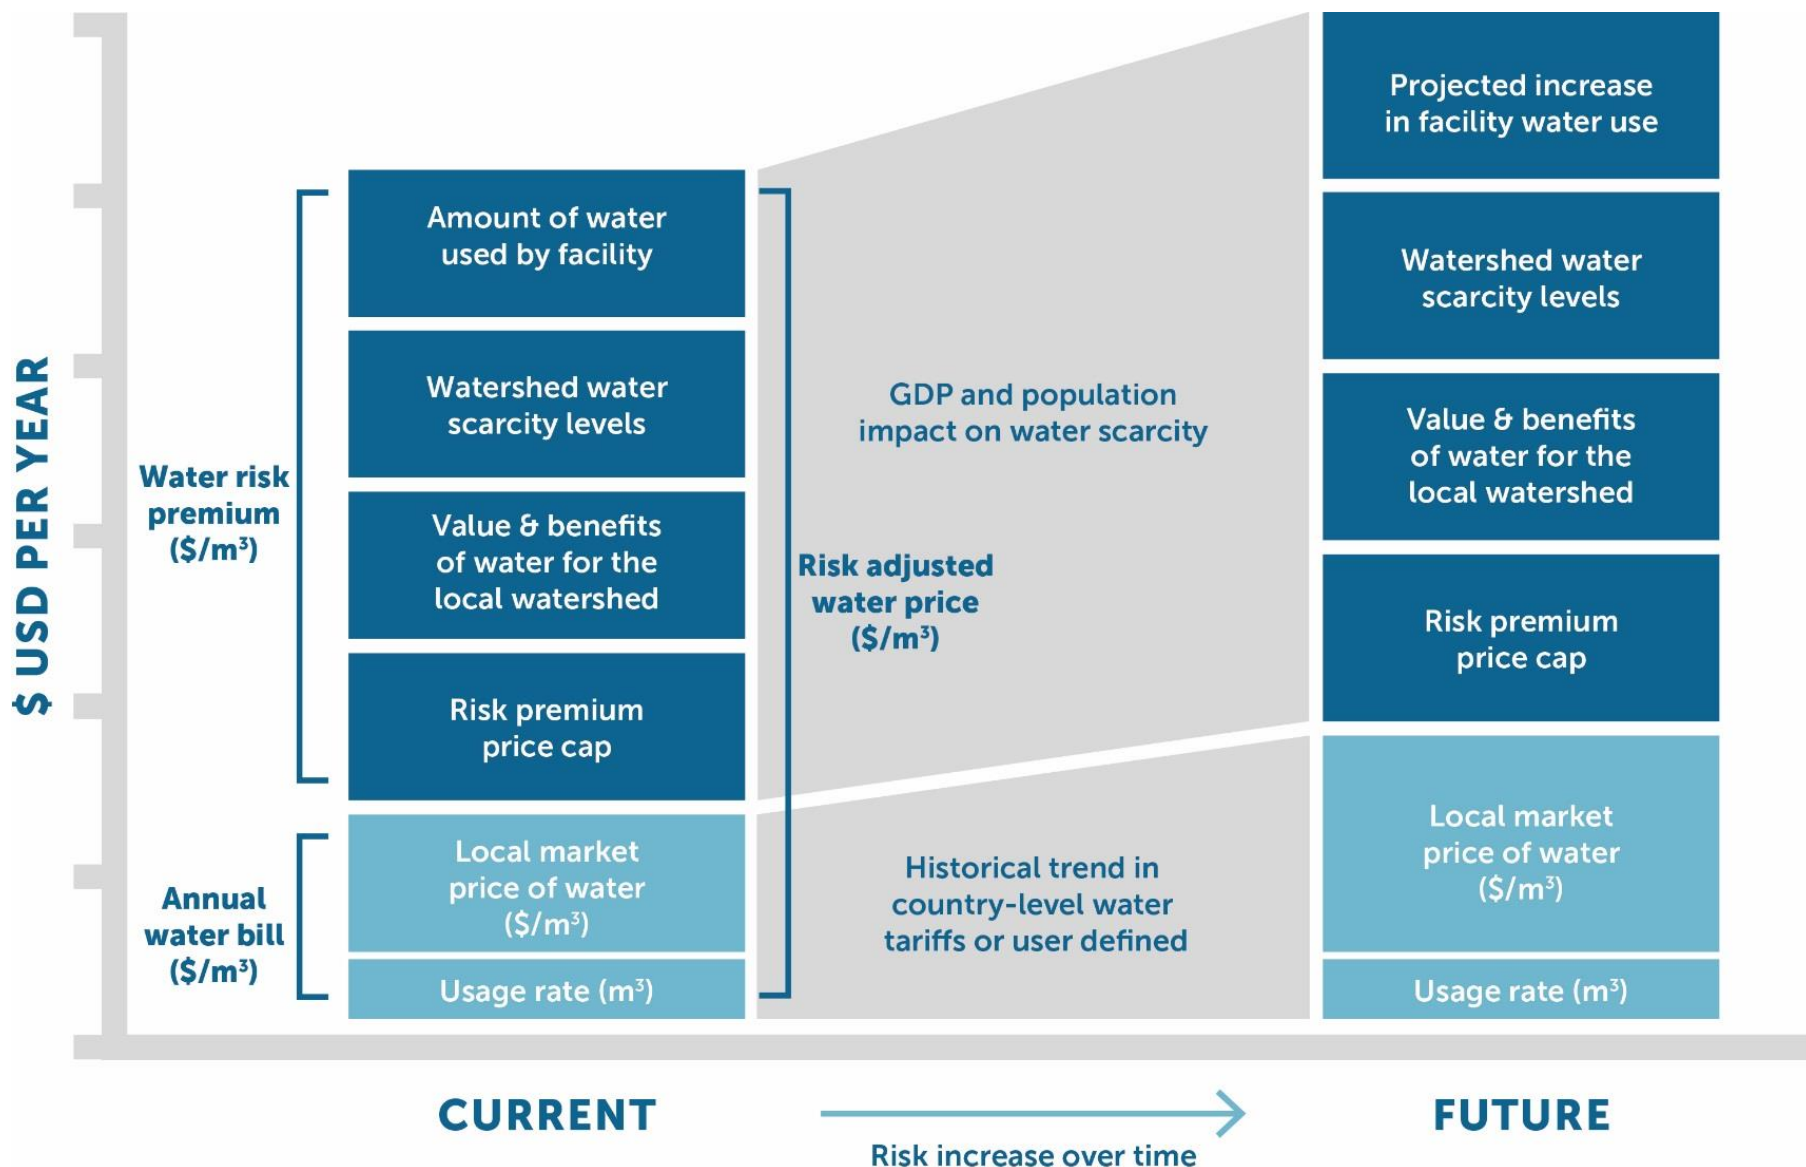 $ USD PER YEAR
Water risk
premium
($/m³)
Annual
water bill
($/m³)
Amount of water
used by facility
Watershed water
scarcity levels
Value & benefits
of water for the
local watershed
Risk premium
price cap
Local market
price of water
($/m³)
Usage rate (m³)
GDP and population
impact on water scarcity
Risk adjusted
water price
($/m³)
Historical trend in
country-level water
tariffs or user defined
Projected increase
in facility water use
Watershed water
scarcity levels
Value & benefits
of water for the
local watershed
Risk premium
price cap
Local market
price of water
($/m³)
Usage rate (m³)
CURRENT
Risk increase over time
FUTURE